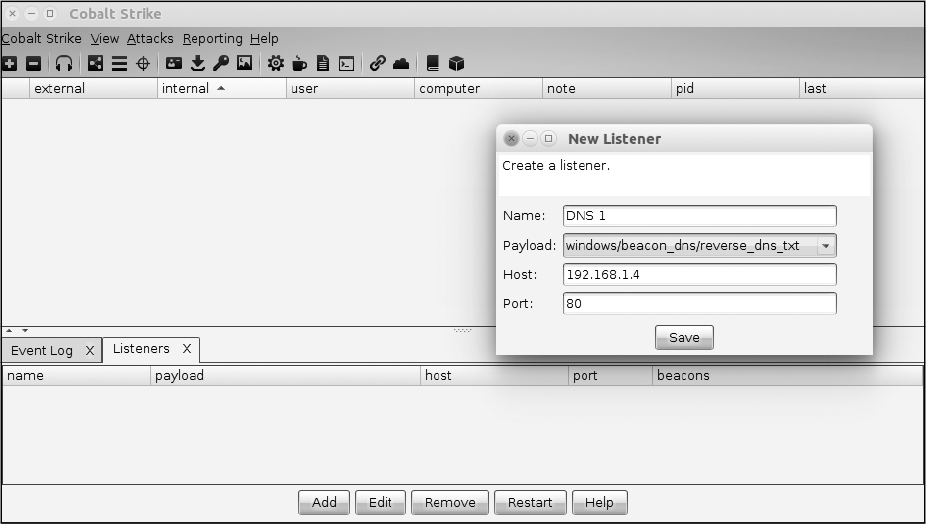 Cobalt Strike
Cobalt Strike View Attacks Reporting Help
external internal user computer note pid last
New Listener
Create a listener.
Name: DNS 1
Payload: windows/beacon_dns/reverse_dns_txt
Host: 192.168.1.4
Port: 80
Save
Event Log X Listeners X
name payload host port beacons
Add Edit Remove Restart Help